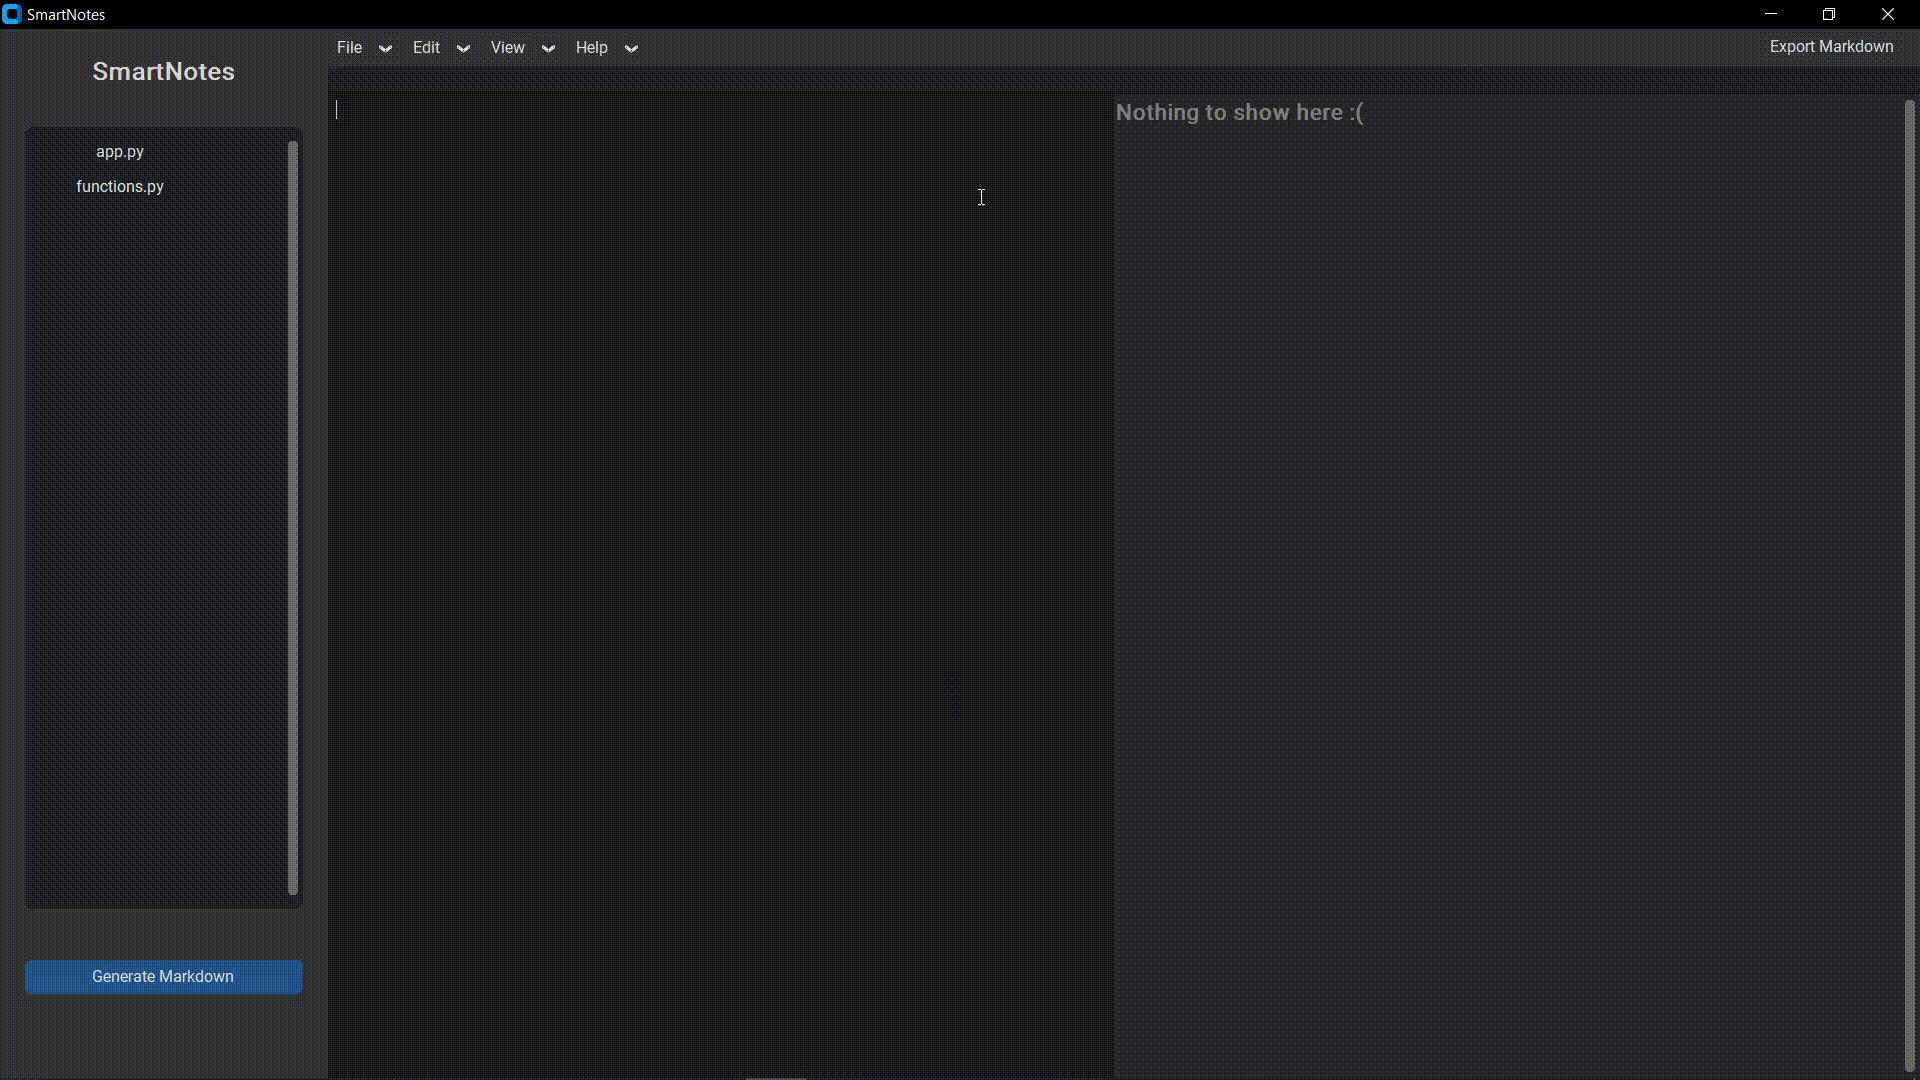 SmartNotes
File Edit View Help Export Markdown
SmartNotes
app.py
functions.py
Nothing to show here :(
Generate Markdown